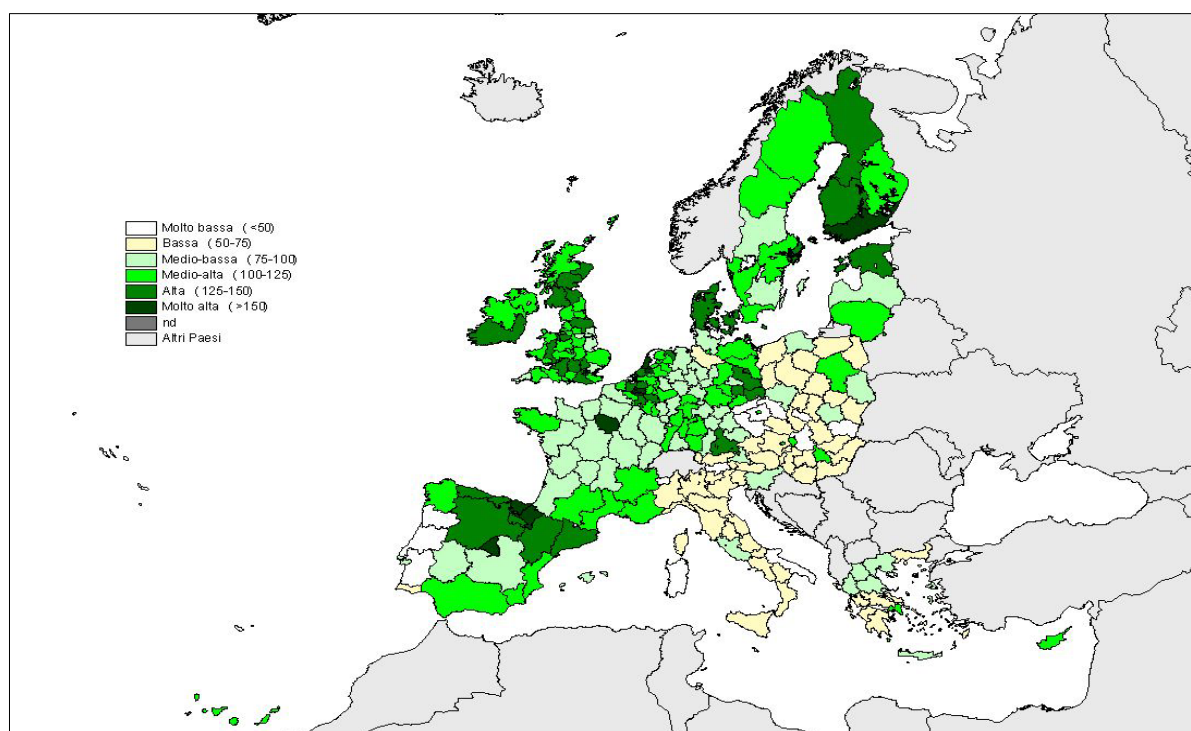 Molto bassa (<50)
Bassa (50-75)
Medio-bassa (75-100)
Medio-alta (100-125)
Alta (125-150)
Molto alta (>150)
nd
Altri Paesi